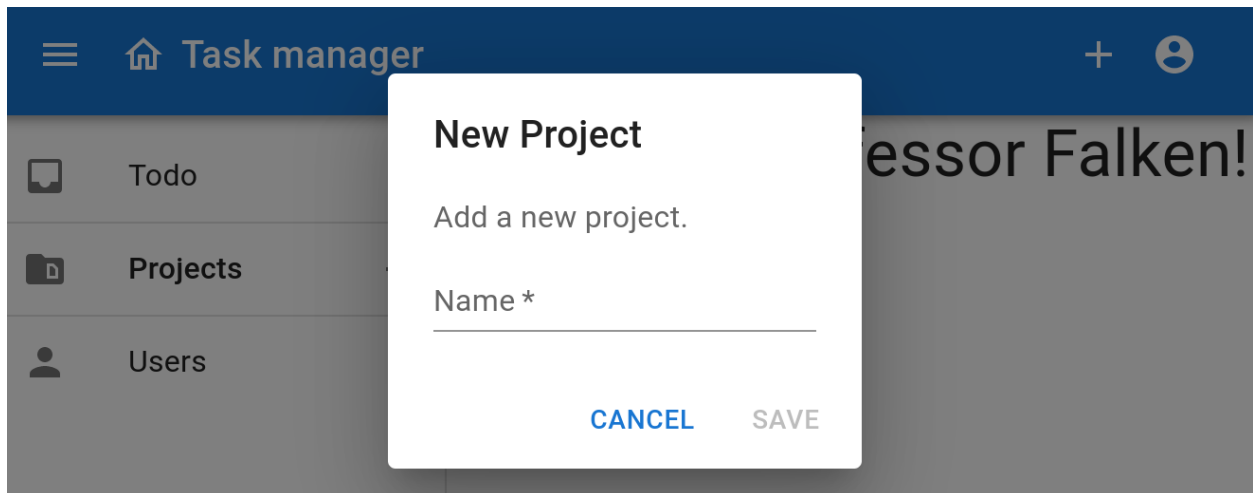 Task manager
New Project
essor Falken!
Todo
Add a new project.
Projects
Name *
Users
CANCEL
SAVE